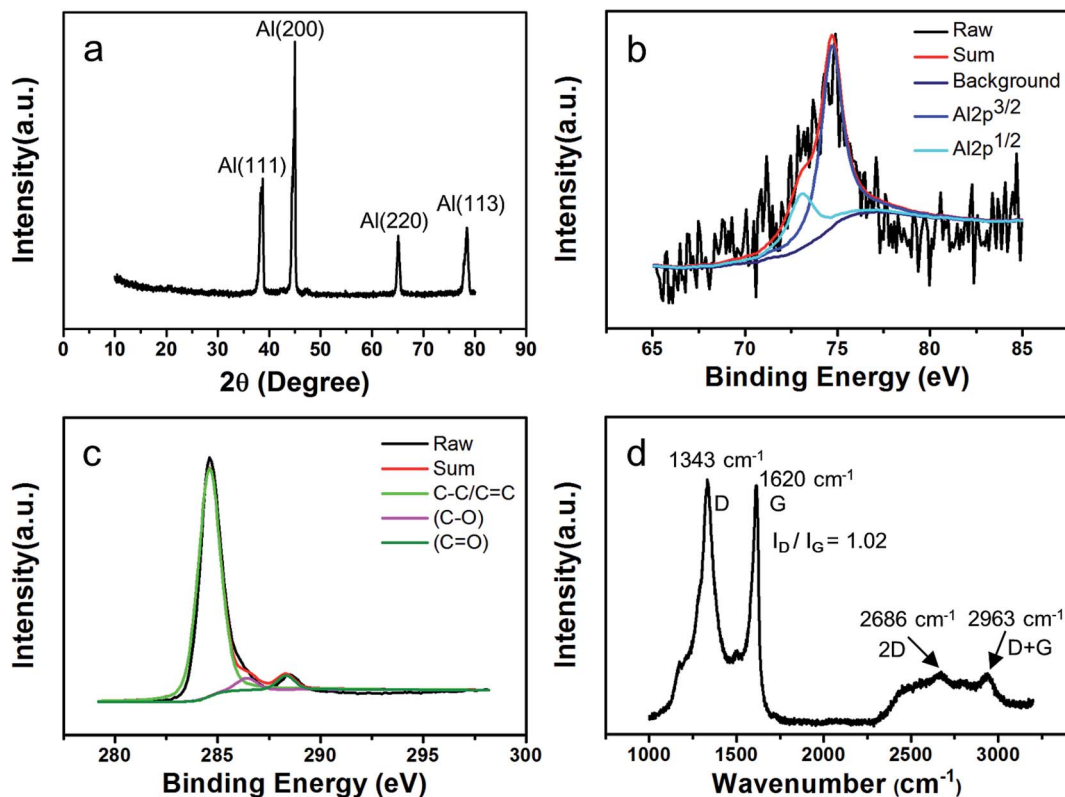 a
Al(200)
Al(111)
Al(220)
Al(113)
Intensity(a.u.)
0 10 20 30 40 50 60 70 80 90
2θ (Degree)
b
Raw
Sum
Background
Al2p3/2
Al2p1/2
Intensity(a.u.)
65 70 75 80 85
Binding Energy (eV)
c
Raw
Sum
C-C/C=C
(C-O)
(C=O)
Intensity(a.u.)
280 285 290 295 300
Binding Energy (eV)
d
1343 cm-1
D
1620 cm-1
G
ID / IG = 1.02
2686 cm-1
2D
2963 cm-1
D+G
Intensity(a.u.)
1000 1500 2000 2500 3000
Wavenumber (cm-1)